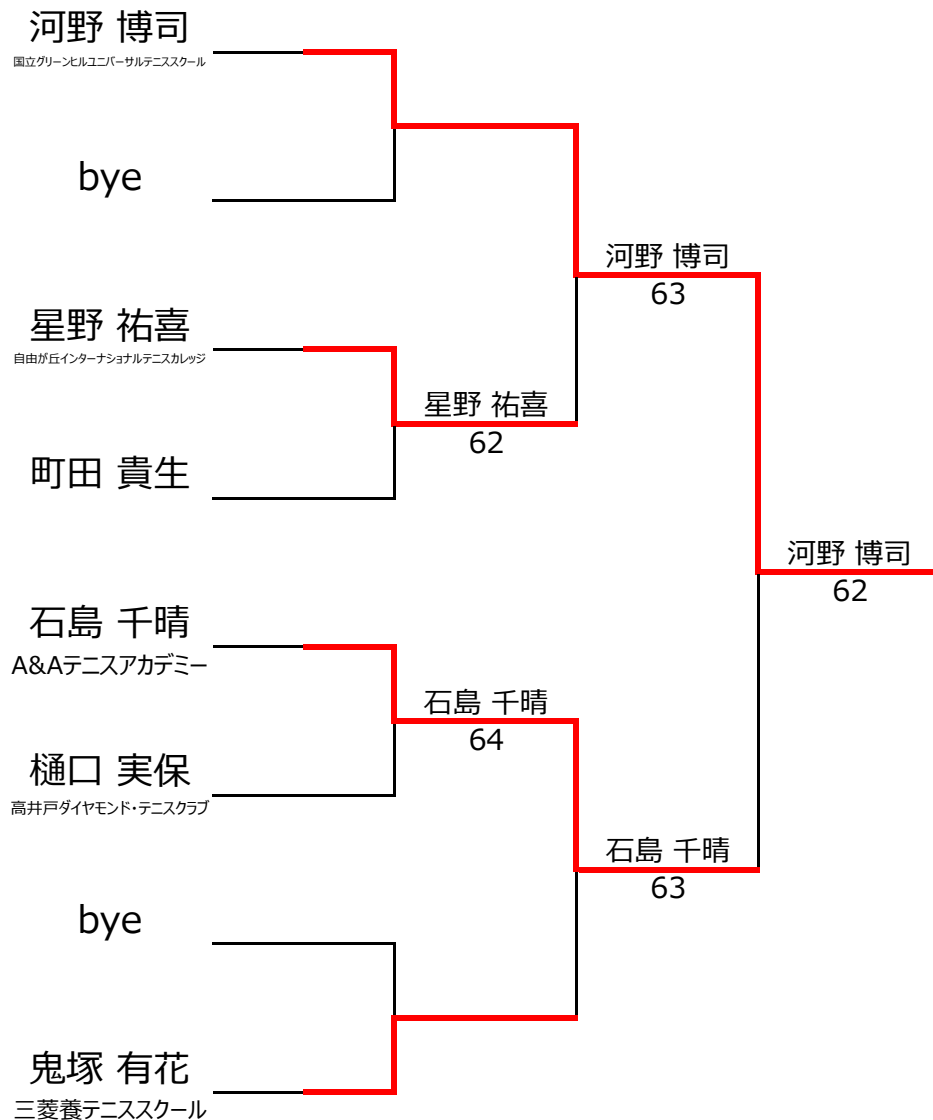 河野 博司
国立グリーンヒルユニバーサルテニススクール
bye
星野 祐喜
自由が丘インターナショナルテニスカレッジ
町田 貴生
石島 千晴
A&Aテニスアカデミー
樋口 実保
高井戸ダイヤモンド・テニスクラブ
bye
鬼塚 有花
三菱養テニススクール
星野 祐喜
62
石島 千晴
64
河野 博司
63
石島 千晴
63
河野 博司
62